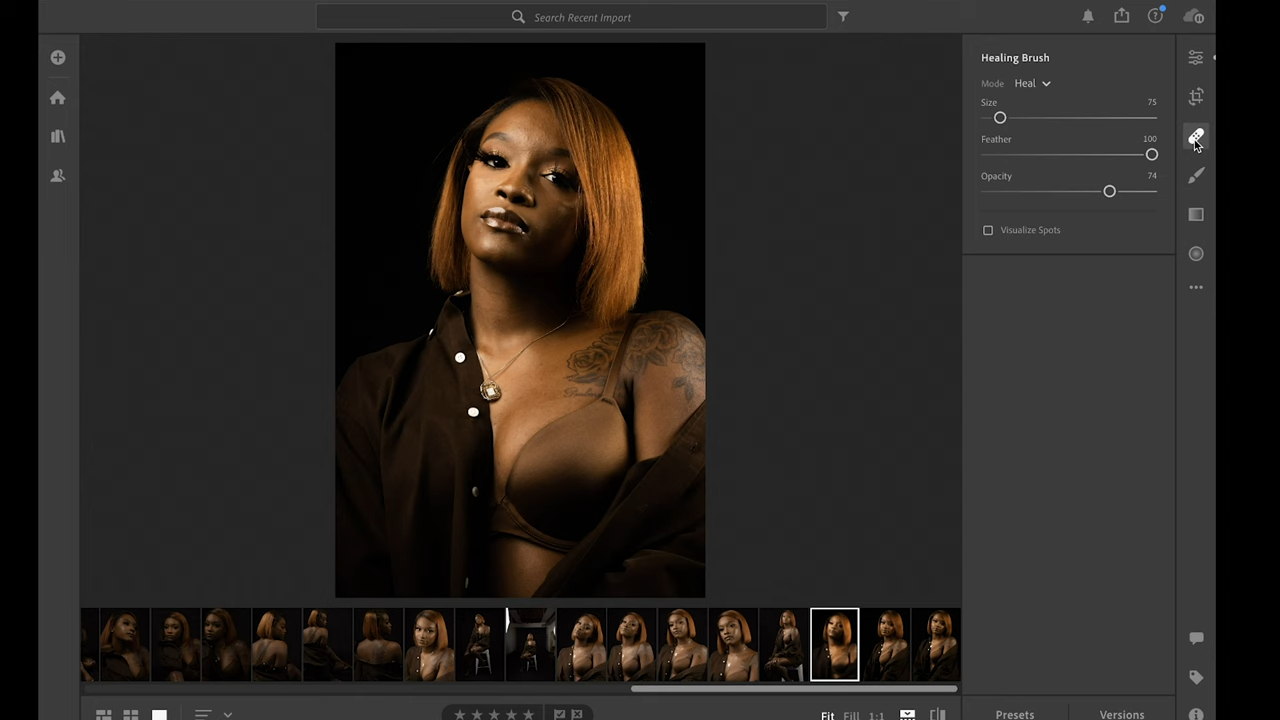 Search Recent Import
Healing Brush
Mode Heal
Size 75
Feather 100
Opacity 74
Visualize Spots
Fit Fill 1:1
Presets Versions